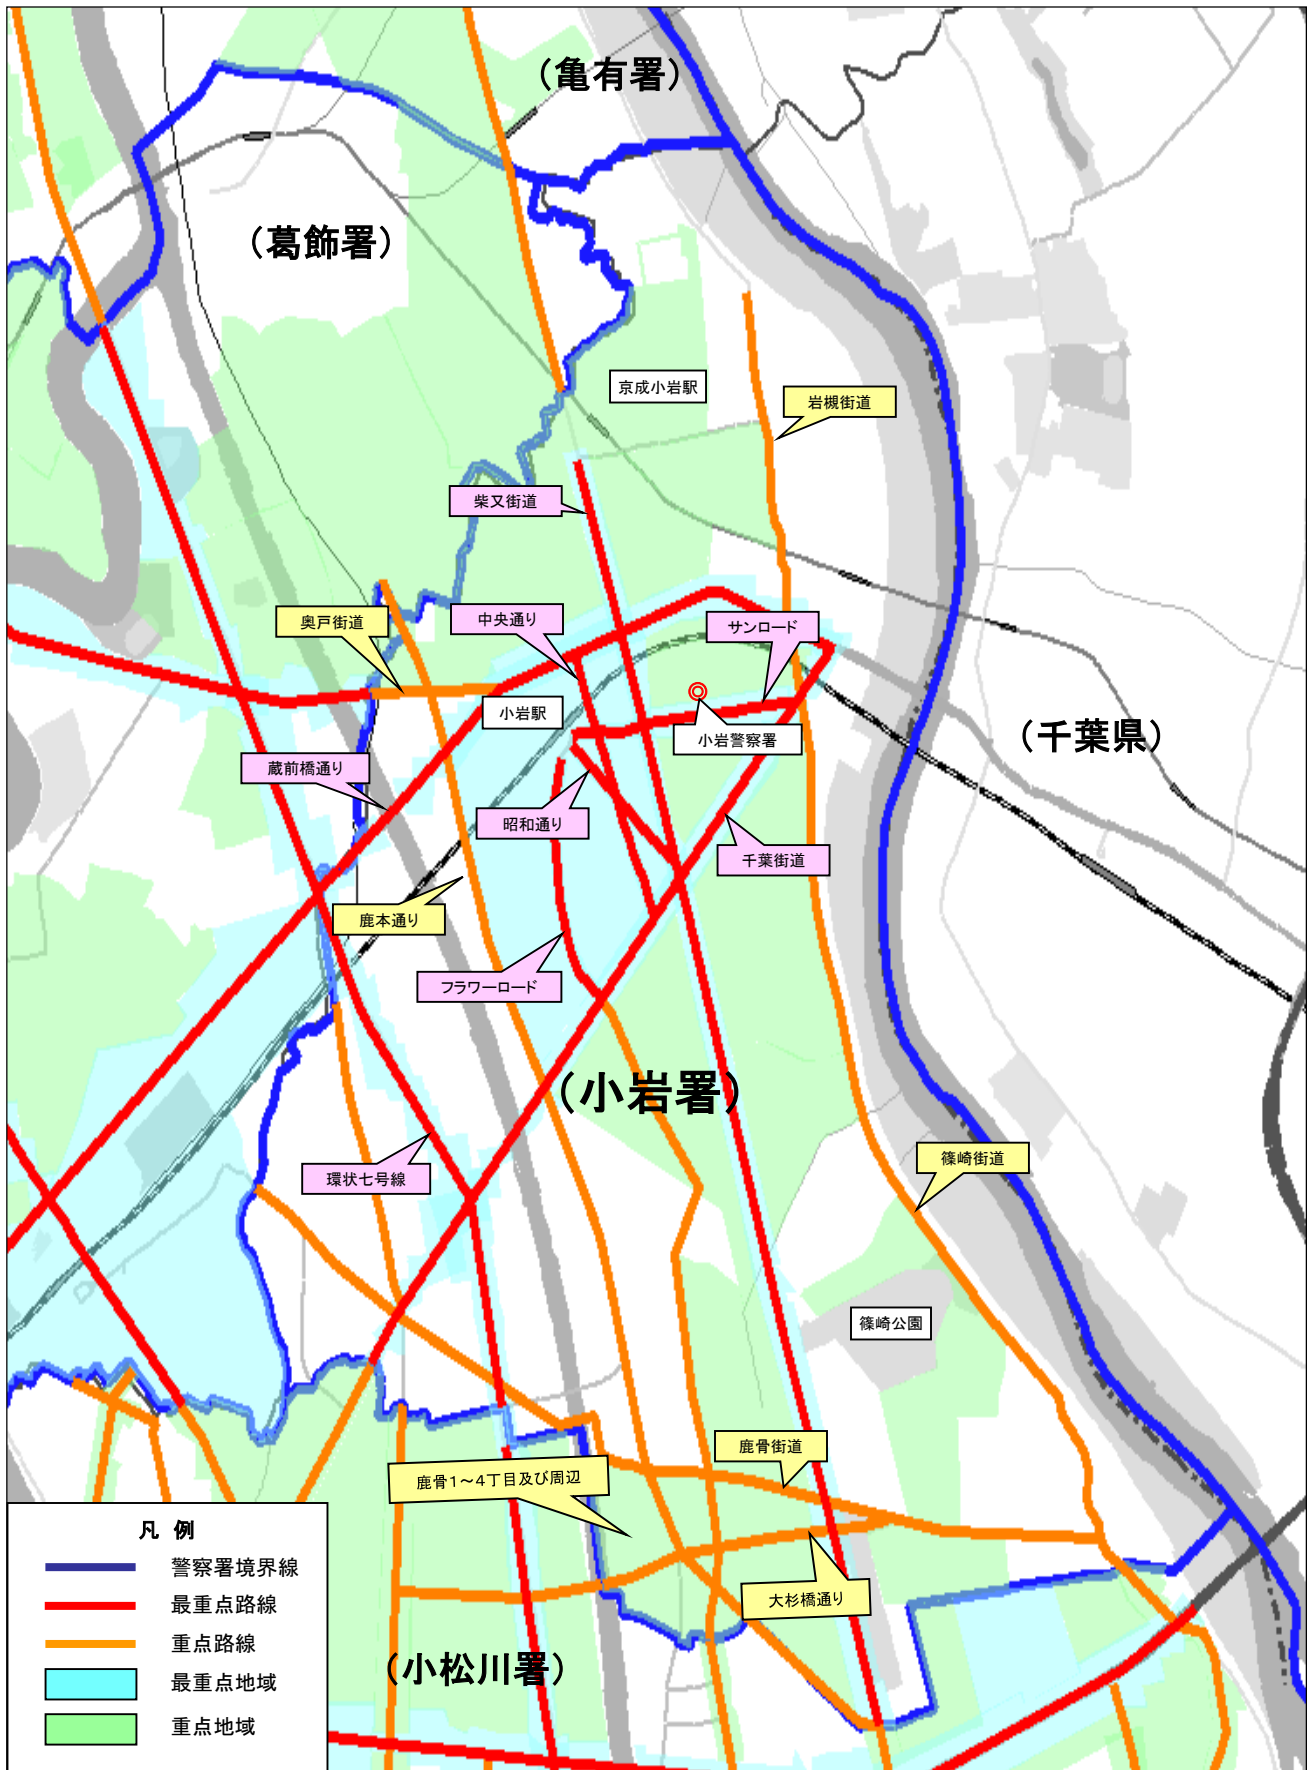 （亀有署）
（葛飾署）
京成小岩駅
岩槻街道
柴又街道
奥戸街道
中央通り
サンロード
小岩駅
小岩警察署
（千葉県）
蔵前橋通り
昭和通り
千葉街道
鹿本通り
フラワーロード
（小岩署）
環状七号線
篠崎街道
篠崎公園
鹿骨街道
鹿骨1～4丁目及び周辺
大杉橋通り
（小松川署）
凡 例
警察署境界線
最重点路線
重点路線
最重点地域
重点地域